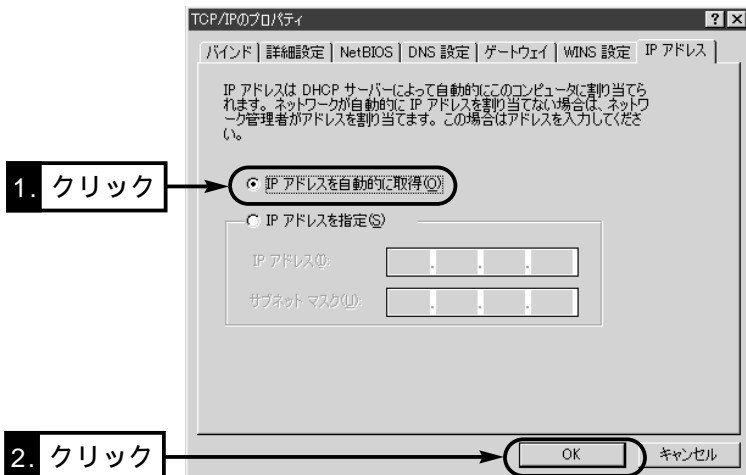 TCP/IPのプロパティ
バインド 詳細設定 NetBIOS DNS 設定 ゲートウェイ WINS 設定 IP アドレス
IP アドレスは DHCP サーバーによって自動的にこのコンピュータに割り当てら
れます。ネットワークが自動的に IP アドレスを割り当てない場合は、ネットワ
ーク管理者がアドレスを割り当てます。この場合はアドレスを入力してくださ
い。
1. クリック
IP アドレスを自動的に取得(O)
IP アドレスを指定(S)
IP アドレス(I):
サブネット マスク(U):
2. クリック
OK キャンセル